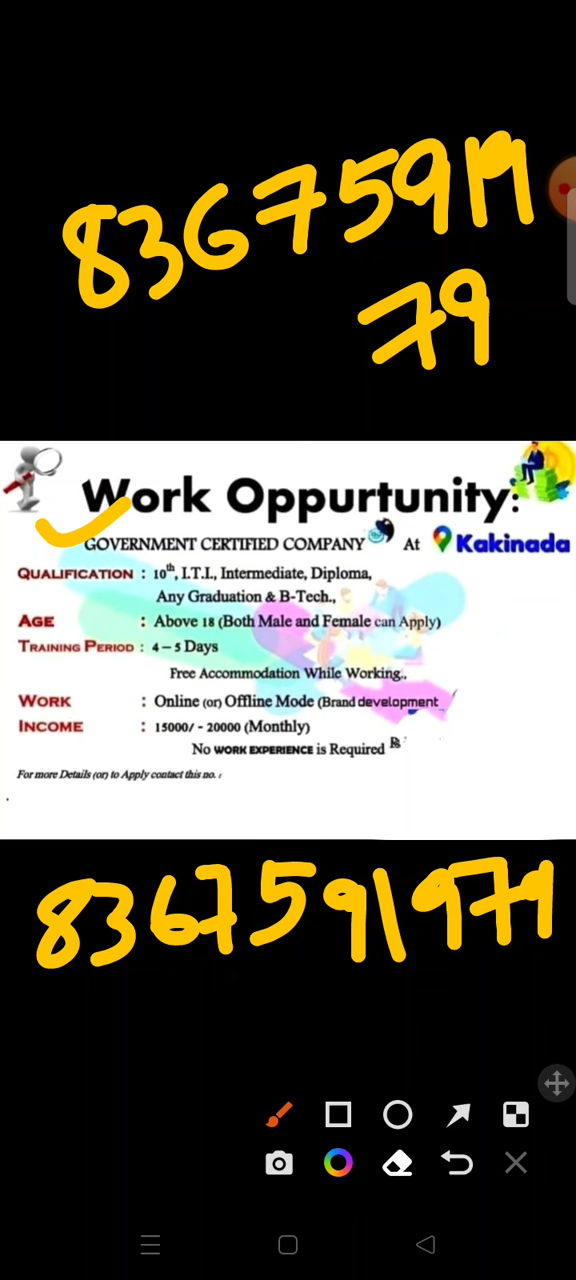 8367591
79
Work Oppurtunity:
GOVERNMENT CERTIFIED COMPANY At Kakinada
QUALIFICATION : 10th, I.T.I., Intermediate, Diploma,
Any Graduation & B-Tech.,
AGE : Above 18 (Both Male and Female can Apply)
TRAINING PERIOD : 4 – 5 Days
Free Accommodation While Working..
WORK : Online (or) Offline Mode (Brand development
INCOME : 15000/ - 20000 (Monthly)
No WORK EXPERIENCE is Required
For more Details (or) to Apply contact this no. :
8367591979